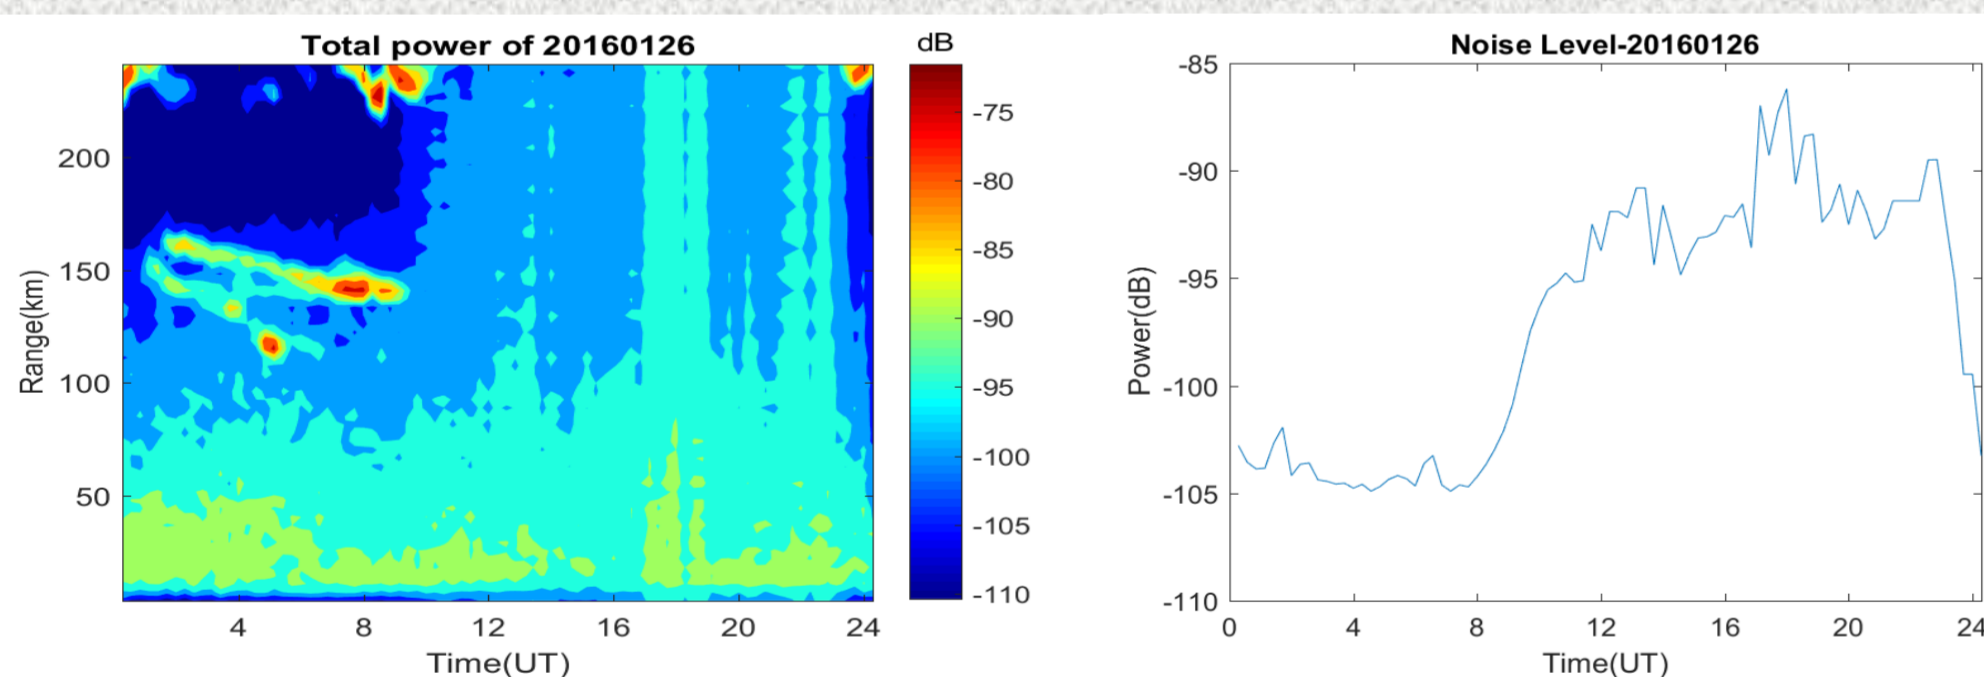 Total power of 20160126
dB
Range(km)
200
150
100
50
4 8 12 16 20 24
Time(UT)
-75
-80
-85
-90
-95
-100
-105
-110
Noise Level-20160126
Power(dB)
-85
-90
-95
-100
-105
-110
0 4 8 12 16 20 24
Time(UT)